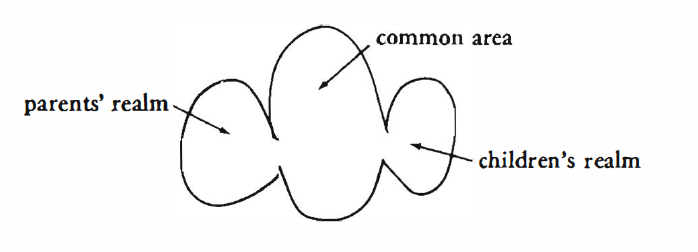 common area
parents' realm
children's realm